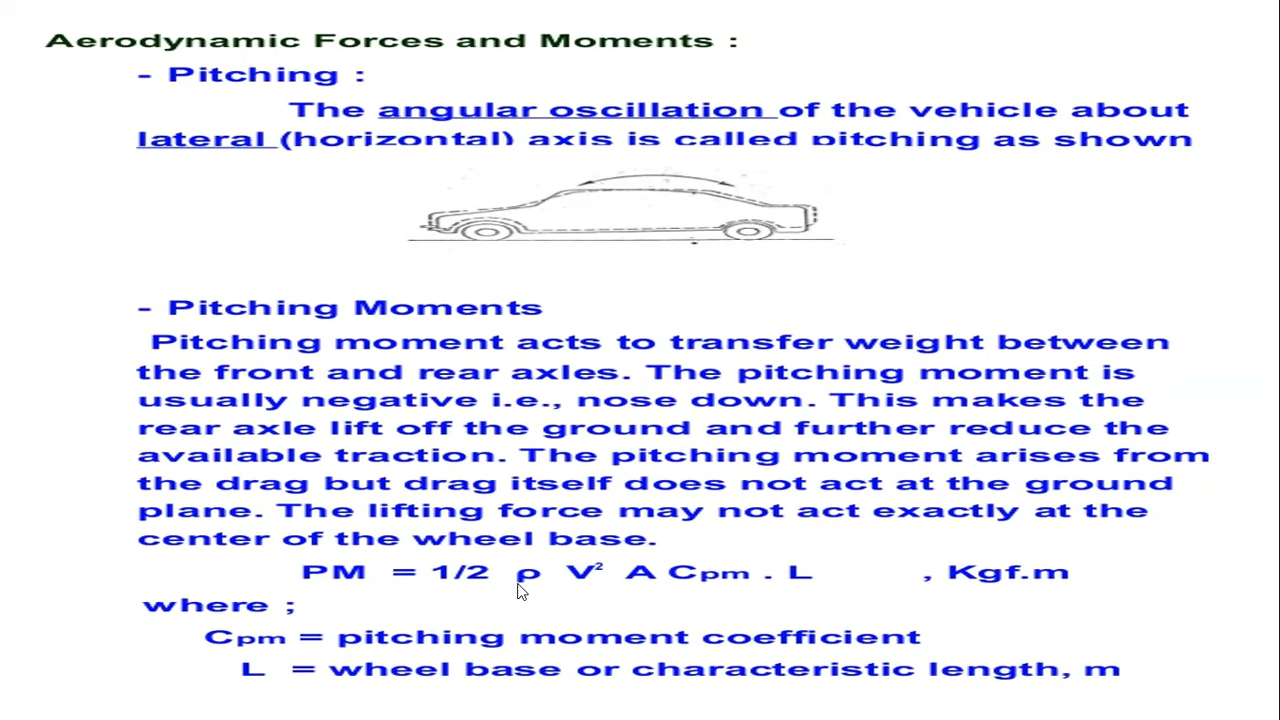 Aerodynamic Forces and Moments :
- Pitching :
The angular oscillation of the vehicle about
lateral (horizontal) axis is called pitching as shown
- Pitching Moments
Pitching moment acts to transfer weight between
the front and rear axles. The pitching moment is
usually negative i.e., nose down. This makes the
rear axle lift off the ground and further reduce the
available traction. The pitching moment arises from
the drag but drag itself does not act at the ground
plane. The lifting force may not act exactly at the
center of the wheel base.
PM = 1/2 ρ V² A Cpm . L , Kgf.m
where ;
Cpm = pitching moment coefficient
L = wheel base or characteristic length, m